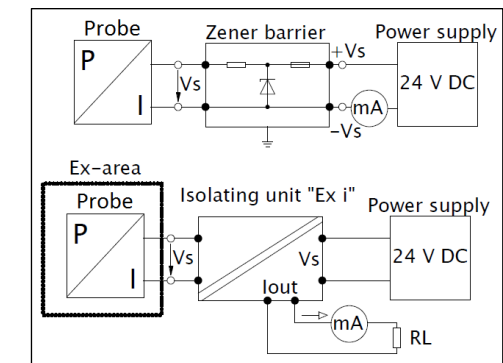 Probe
Zener barrier
Power supply
P
I
Vs
+Vs
mA
–Vs
24 V DC
Ex-area
Probe
Isolating unit "Ex i"
Power supply
P
I
Vs
Vs
Iout
24 V DC
mA
RL